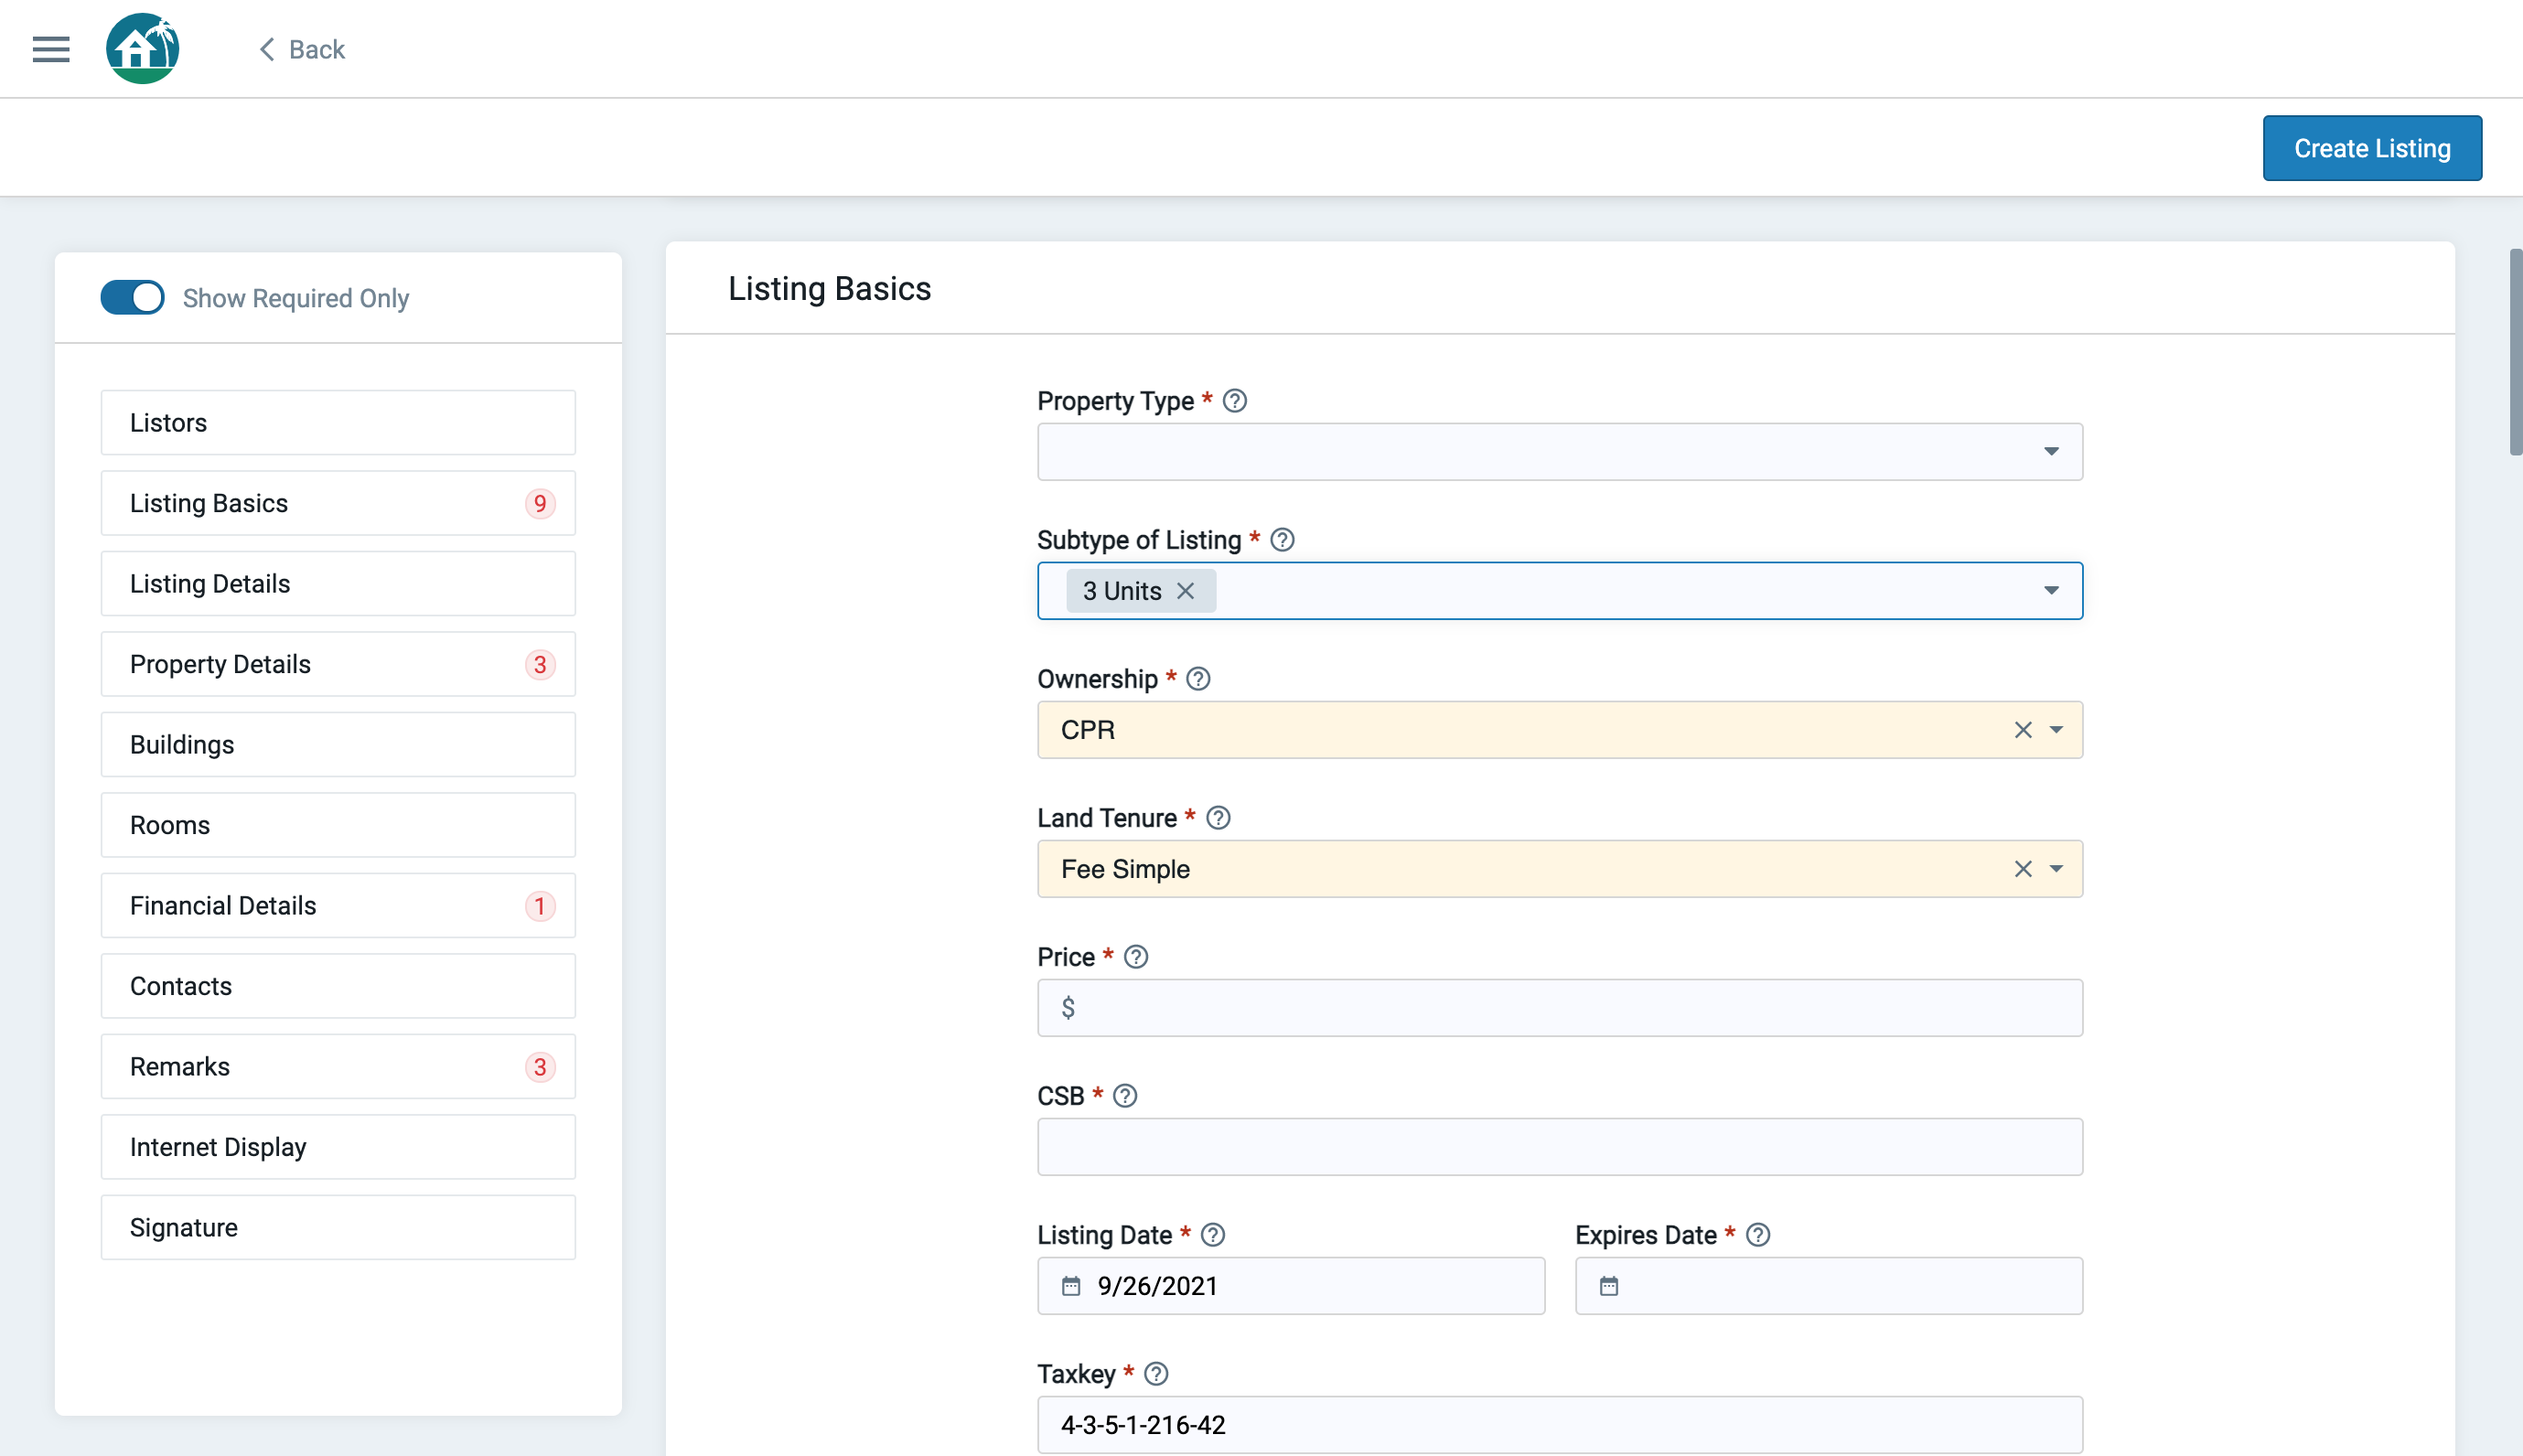 Back
Create Listing
Show Required Only
Listors
Listing Basics 9
Listing Details
Property Details 3
Buildings
Rooms
Financial Details 1
Contacts
Remarks 3
Internet Display
Signature
Listing Basics
Property Type *
Subtype of Listing *
3 Units
Ownership *
CPR
Land Tenure *
Fee Simple
Price *
$
CSB *
Listing Date * Expires Date *
9/26/2021
Taxkey *
4-3-5-1-216-42